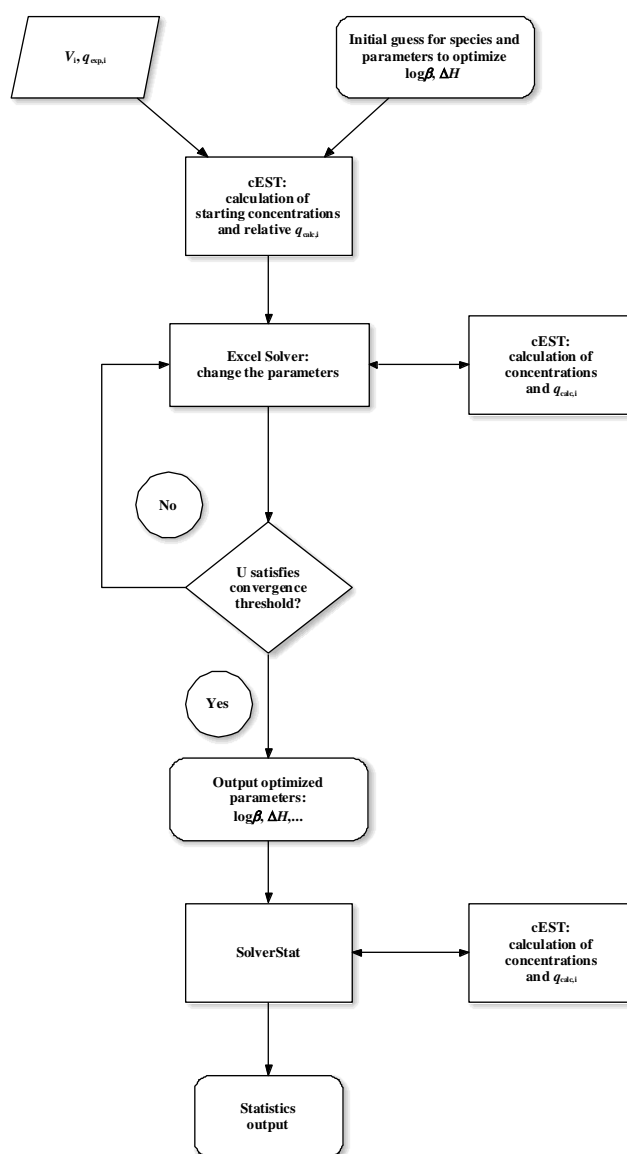 V_i, q_exp,i
Initial guess for species and
parameters to optimize
logβ, ΔH
cEST:
calculation of
starting concentrations
and relative q_calc,i
Excel Solver:
change the parameters
cEST:
calculation of
concentrations
and q_calc,i
No
U satisfies
convergence
threshold?
Yes
Output optimized
parameters:
logβ, ΔH,...
SolverStat
cEST:
calculation of
concentrations
and q_calc,i
Statistics
output